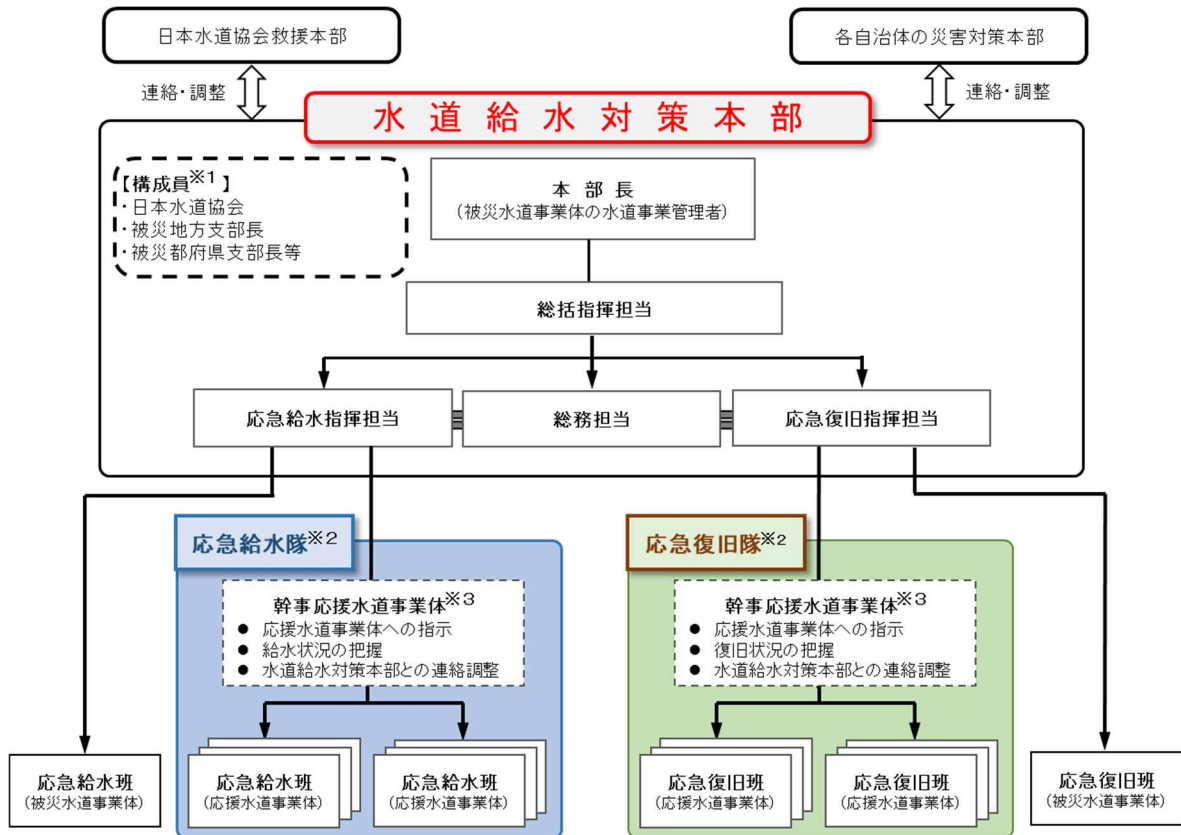 日本水道協会救援本部
各自治体の災害対策本部
連絡・調整
連絡・調整
水道給水対策本部
【構成員※1】
・日本水道協会
・被災地方支部長
・被災都府県支部長等
本部長
(被災水道事業体の水道事業管理者)
総括指揮担当
応急給水指揮担当
総務担当
応急復旧指揮担当
応急給水隊※2
応急復旧隊※2
幹事応援水道事業体※3
● 応援水道事業体への指示
● 給水状況の把握
● 水道給水対策本部との連絡調整
幹事応援水道事業体※3
● 応援水道事業体への指示
● 復旧状況の把握
● 水道給水対策本部との連絡調整
応急給水班
(被災水道事業体)
応急給水班
(応援水道事業体)
応急給水班
(応援水道事業体)
応急復旧班
(応援水道事業体)
応急復旧班
(応援水道事業体)
応急復旧班
(被災水道事業体)